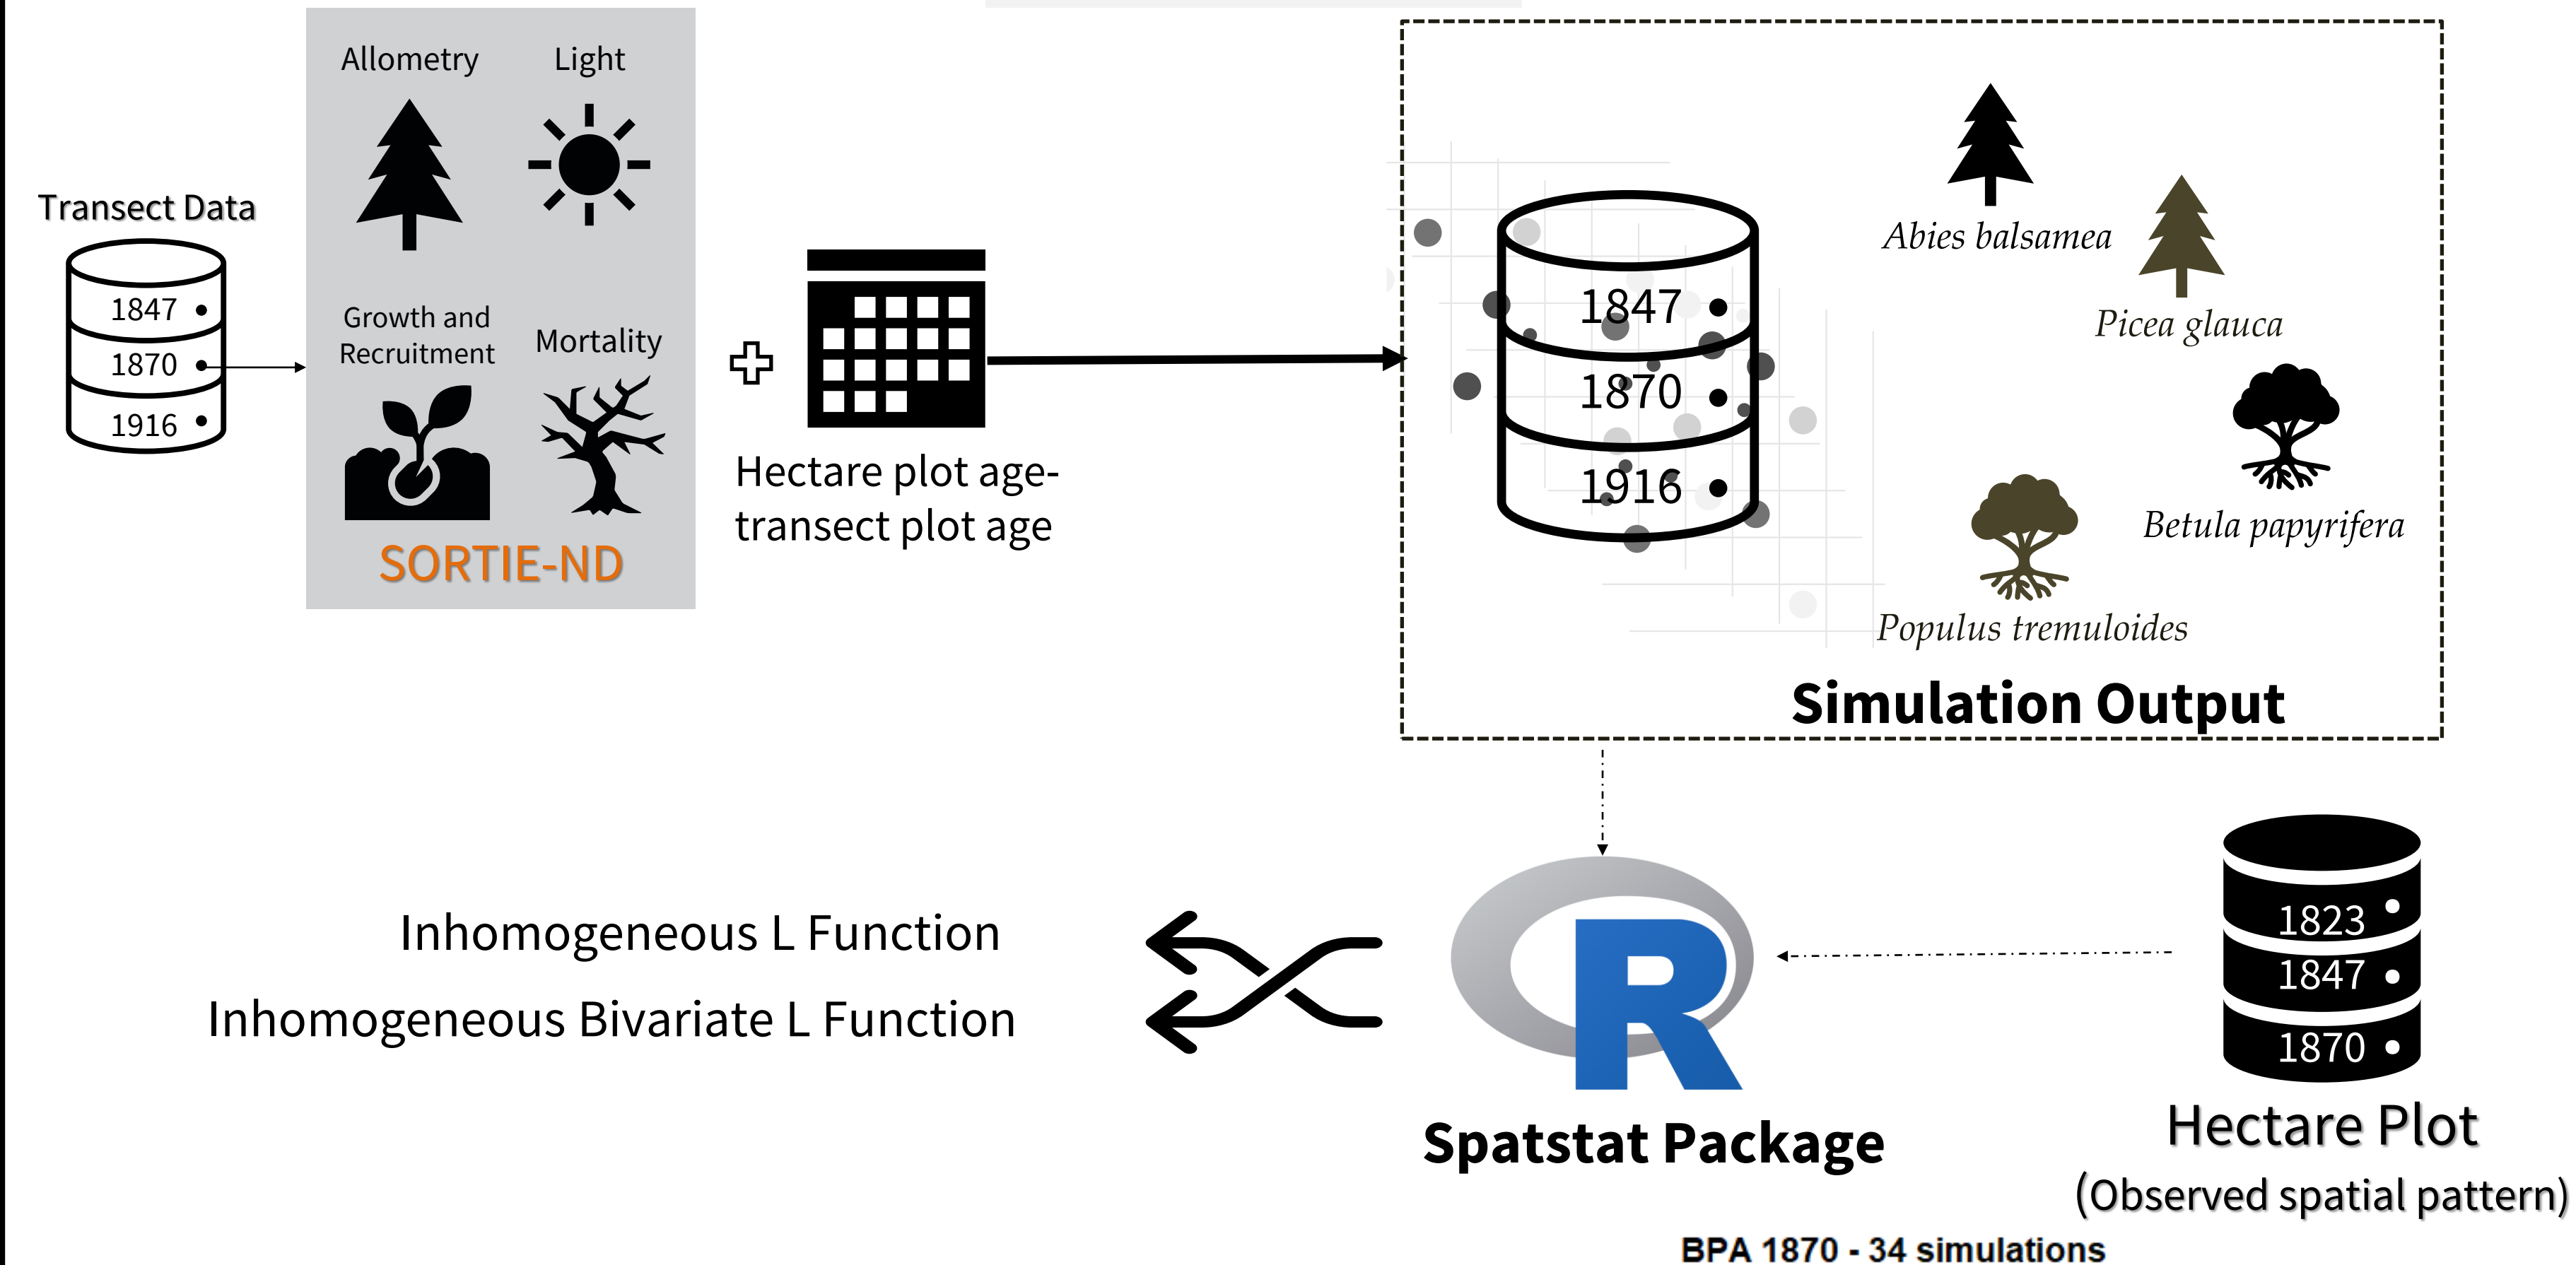 Transect Data
1847
1870
1916
Allometry
Light
Growth and
Recruitment
Mortality
SORTIE-ND
Hectare plot age-
transect plot age
1847
1870
1916
Abies balsamea
Picea glauca
Betula papyrifera
Populus tremuloides
Simulation Output
Inhomogeneous L Function
Inhomogeneous Bivariate L Function
R
Spatstat Package
1823
1847
1870
Hectare Plot
(Observed spatial pattern)
BPA 1870 - 34 simulations